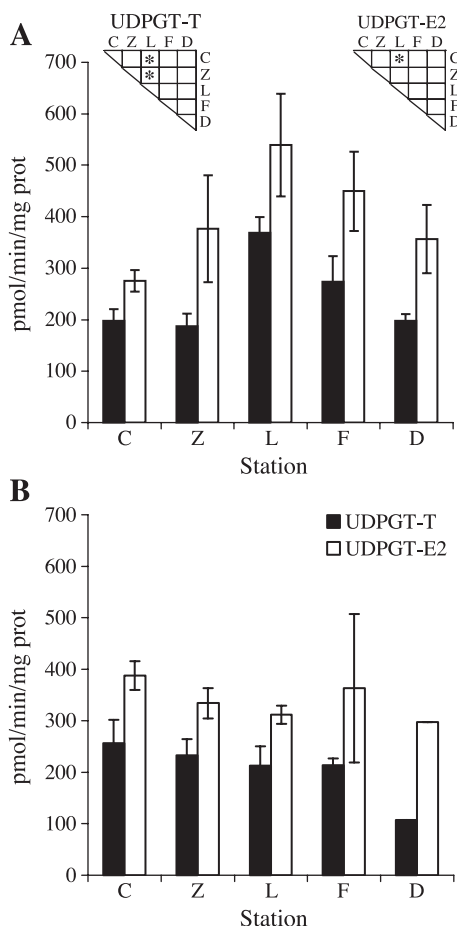 A
UDPGT-T
UDPGT-E2
C Z L F D
C Z L F D
* C
* Z
L
F
D
* C
Z
L
F
D
700
600
500
400
300
200
100
0
pmol/min/mg prot
C Z L F D
Station
B
UDPGT-T
UDPGT-E2
700
600
500
400
300
200
100
0
pmol/min/mg prot
C Z L F D
Station